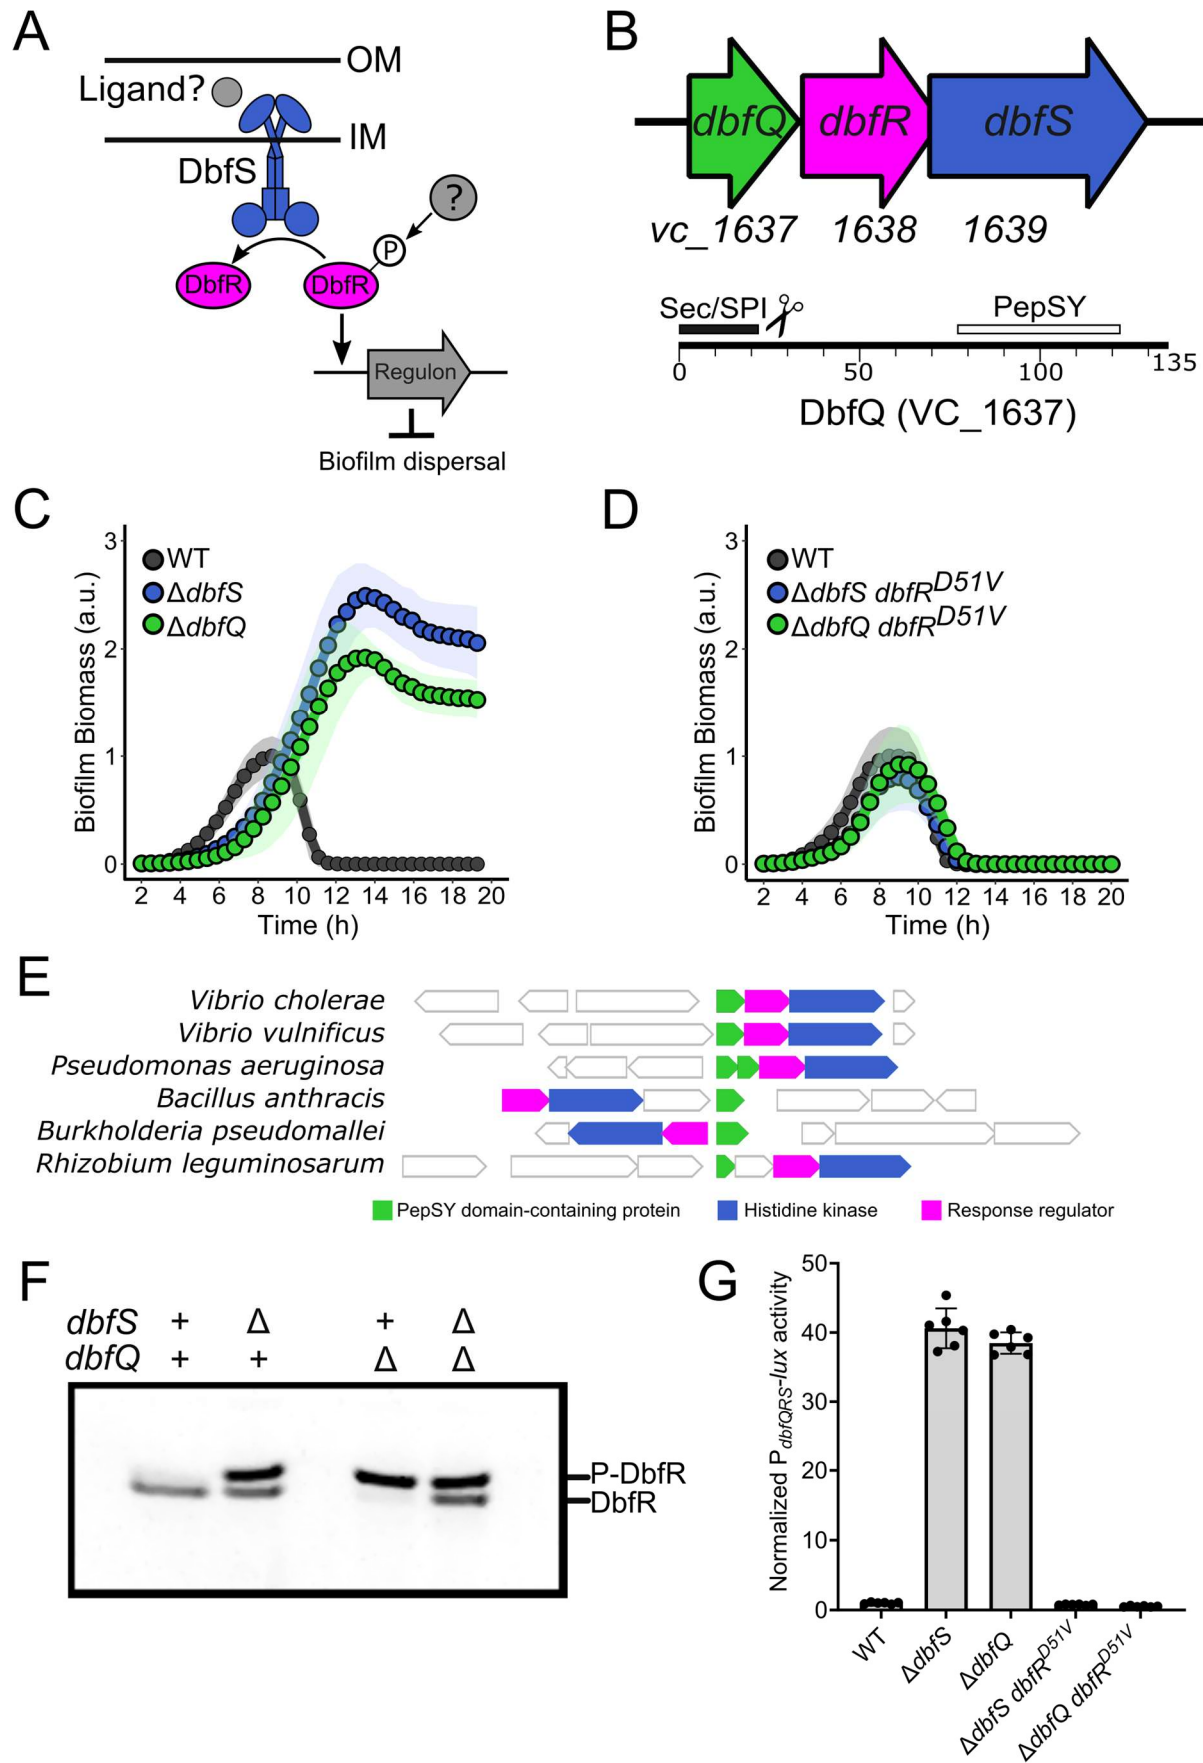 A
OM
Ligand?
IM
DbfS
?
P
DbfR
DbfR
Regulon
Biofilm dispersal
B
dbfQ dbfR dbfS
vc_1637 1638 1639
Sec/SPI PepSY
0 50 100 135
DbfQ (VC_1637)
C
Biofilm Biomass (a.u.)
3
2
1
0
WT
ΔdbfS
ΔdbfQ
2 4 6 8 10 12 14 16 18 20
Time (h)
D
Biofilm Biomass (a.u.)
3
2
1
0
WT
ΔdbfS dbfR^D51V
ΔdbfQ dbfR^D51V
2 4 6 8 10 12 14 16 18 20
Time (h)
E
Vibrio cholerae
Vibrio vulnificus
Pseudomonas aeruginosa
Bacillus anthracis
Burkholderia pseudomallei
Rhizobium leguminosarum
PepSY domain-containing protein Histidine kinase Response regulator
F
dbfS + Δ + Δ
dbfQ + + Δ Δ
P-DbfR
DbfR
G
Normalized P_dbfQRS-lux activity
50
40
30
20
10
0
WT
ΔdbfS
ΔdbfQ
ΔdbfS dbfR^D51V
ΔdbfQ dbfR^D51V